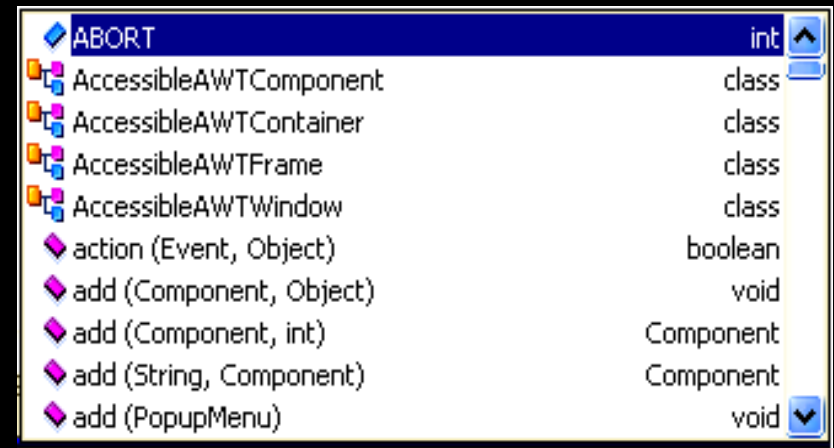 ABORT int
AccessibleAWTComponent class
AccessibleAWTContainer class
AccessibleAWTFrame class
AccessibleAWTWindow class
action (Event, Object) boolean
add (Component, Object) void
add (Component, int) Component
add (String, Component) Component
add (PopupMenu) void